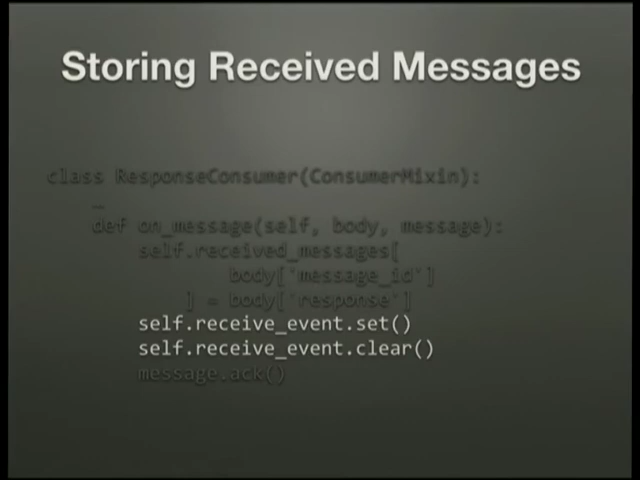 Storing Received Messages
class ResponseConsumer(ConsumerMixin):
…
def on_message(self, body, message):
self.received_messages[
body['message_id']
] = body['response']
self.receive_event.set()
self.receive_event.clear()
message.ack()